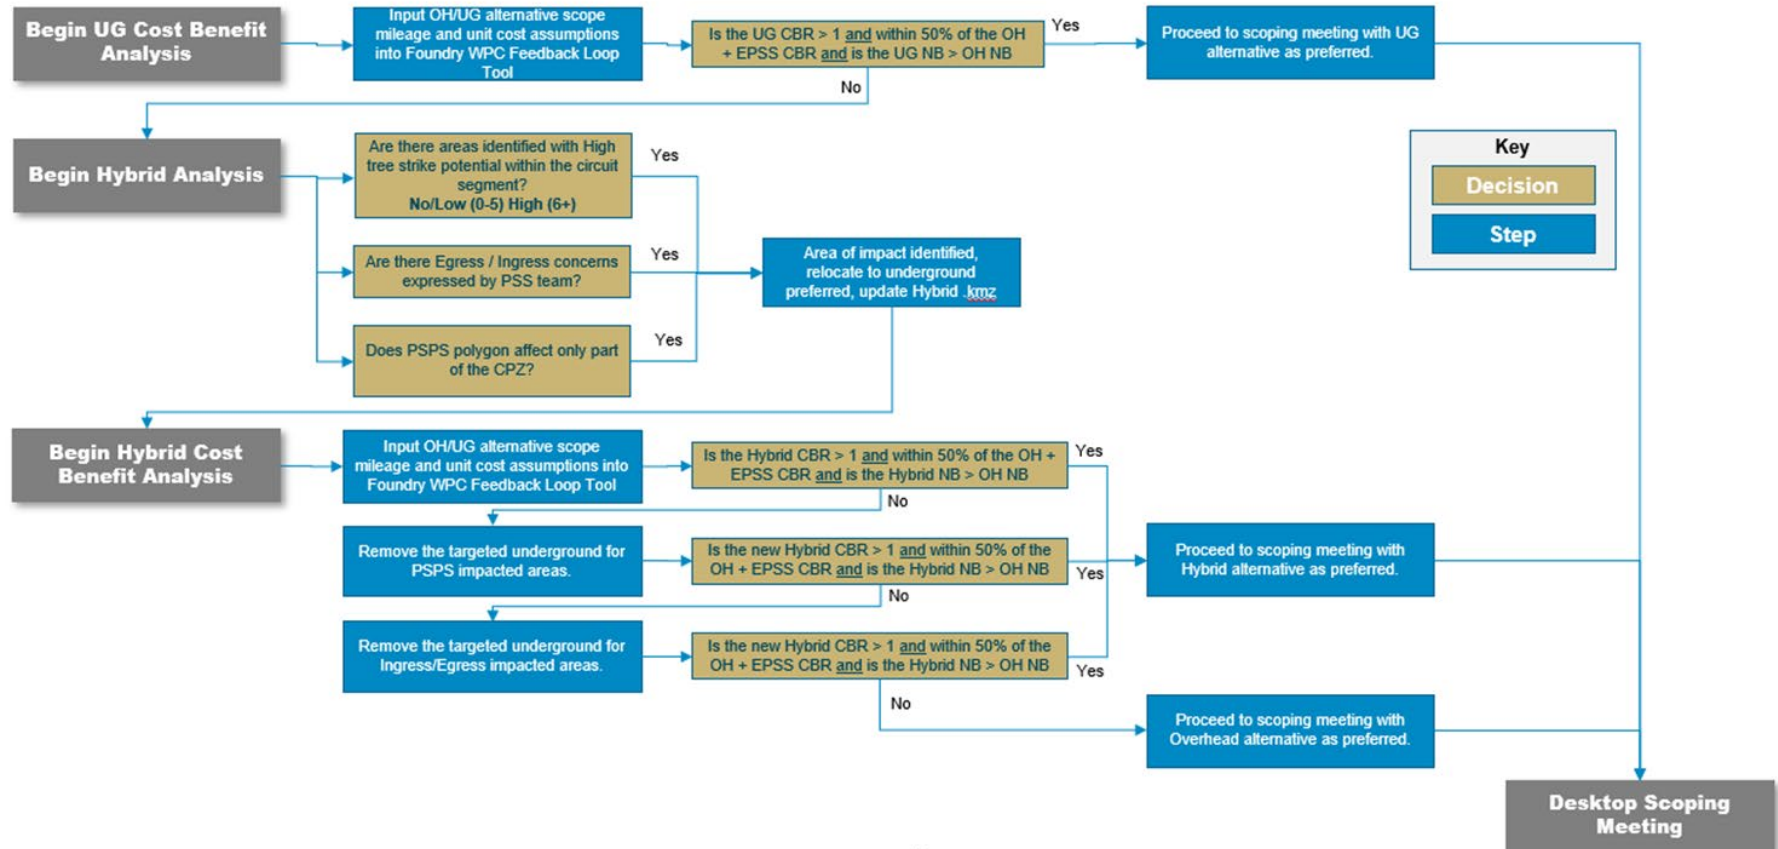 Begin UG Cost Benefit
Analysis
Input OH/UG alternative scope
mileage and unit cost assumptions
into Foundry WPC Feedback Loop
Tool
Is the UG CBR > 1 and within 50% of the OH
+ EPSS CBR and is the UG NB > OH NB
Yes
Proceed to scoping meeting with UG
alternative as preferred.
No
Begin Hybrid Analysis
Are there areas identified with High
tree strike potential within the circuit
segment?
No/Low (0-5) High (6+)
Yes
Key
Decision
Step
Are there Egress / Ingress concerns
expressed by PSS team?
Yes
Area of impact identified,
relocate to underground
preferred, update Hybrid .kmz
Does PSPS polygon affect only part
of the CPZ?
Yes
Begin Hybrid Cost
Benefit Analysis
Input OH/UG alternative scope
mileage and unit cost assumptions into
Foundry WPC Feedback Loop Tool
Is the Hybrid CBR > 1 and within 50% of the OH +
EPSS CBR and is the Hybrid NB > OH NB
Yes
No
Remove the targeted underground for
PSPS impacted areas.
Is the new Hybrid CBR > 1 and within 50% of the
OH + EPSS CBR and is the Hybrid NB > OH NB
Yes
Proceed to scoping meeting with
Hybrid alternative as preferred.
No
Remove the targeted underground for
Ingress/Egress impacted areas.
Is the new Hybrid CBR > 1 and within 50% of the
OH + EPSS CBR and is the Hybrid NB > OH NB
Yes
No
Proceed to scoping meeting with
Overhead alternative as preferred.
Desktop Scoping
Meeting